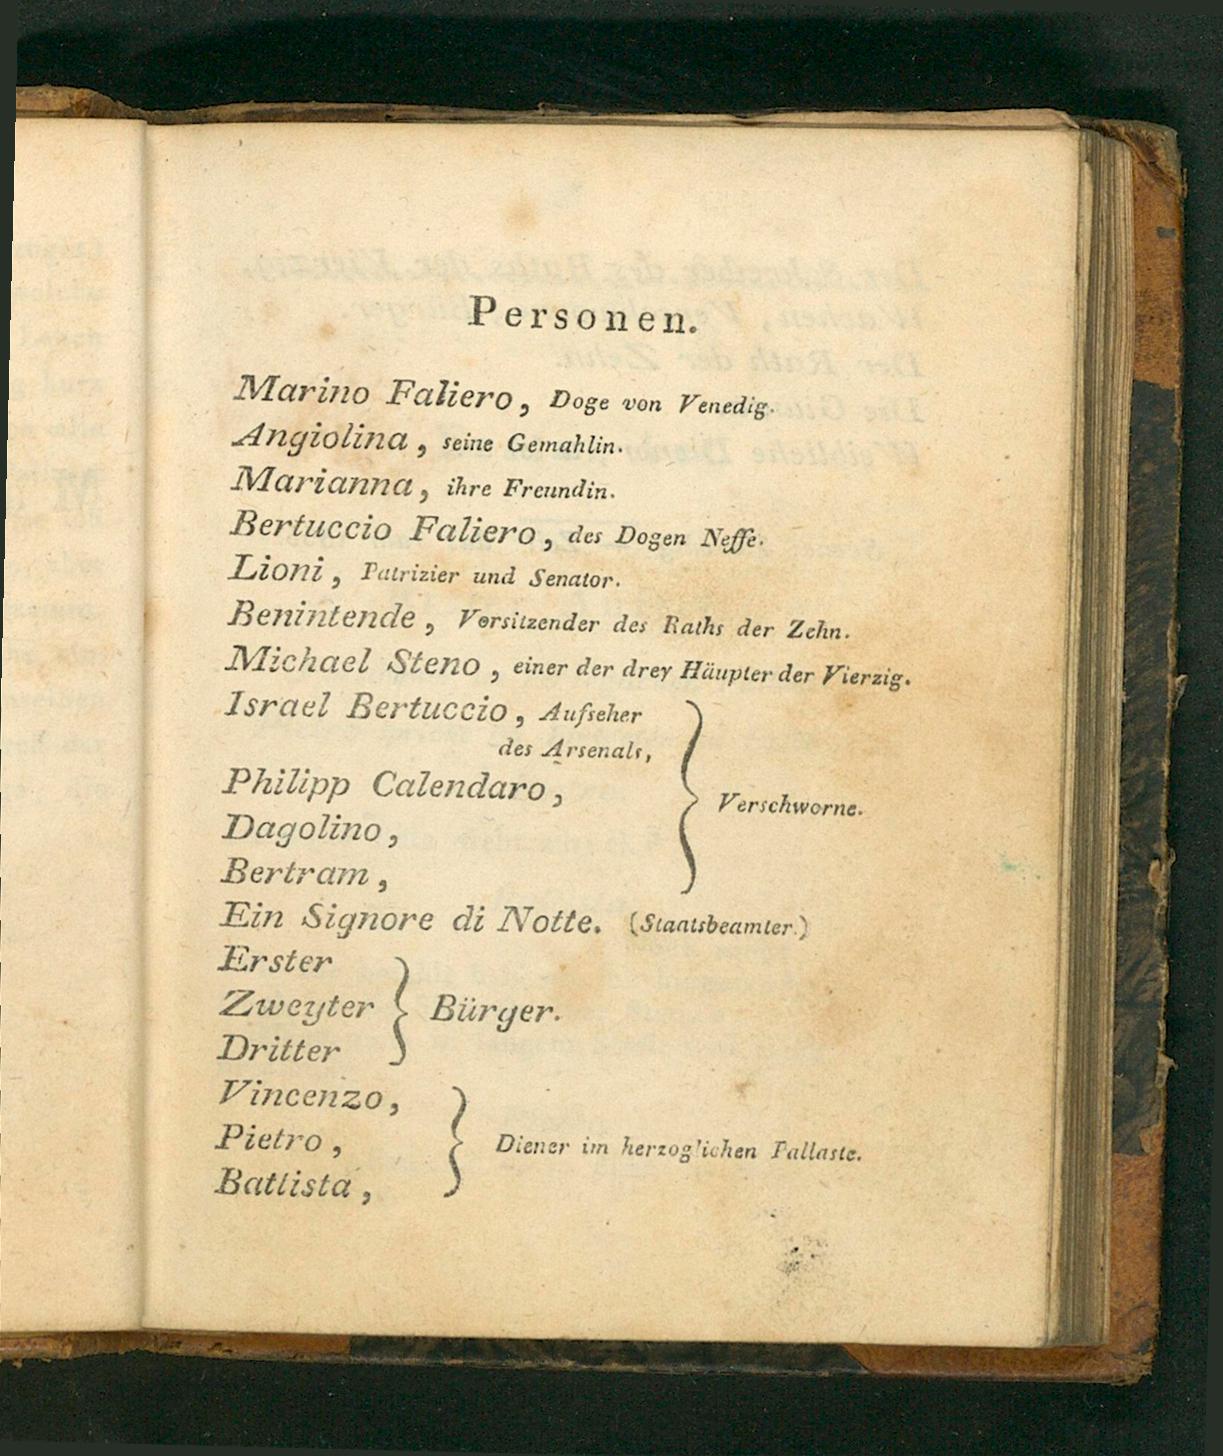 Personen.
Marino Faliero, Doge von Venedig.
Angiolina, seine Gemahlin.
Marianna, ihre Freundin.
Bertuccio Faliero, des Dogen Neffe.
Lioni, Patrizier und Senator.
Benintende, Vorsitzender des Raths der Zehn.
Michael Steno, einer der drey Häupter der Vierzig.
Israel Bertuccio, Aufseher
des Arsenals,
Philipp Calendaro,
Verschworne.
Dagolino,
Bertram,
Ein Signore di Notte. (Staatsbeamter.)
Erster
Zweyter } Bürger.
Dritter
Vincenzo,
Pietro, } Diener im herzoglichen Pallaste.
Battista,